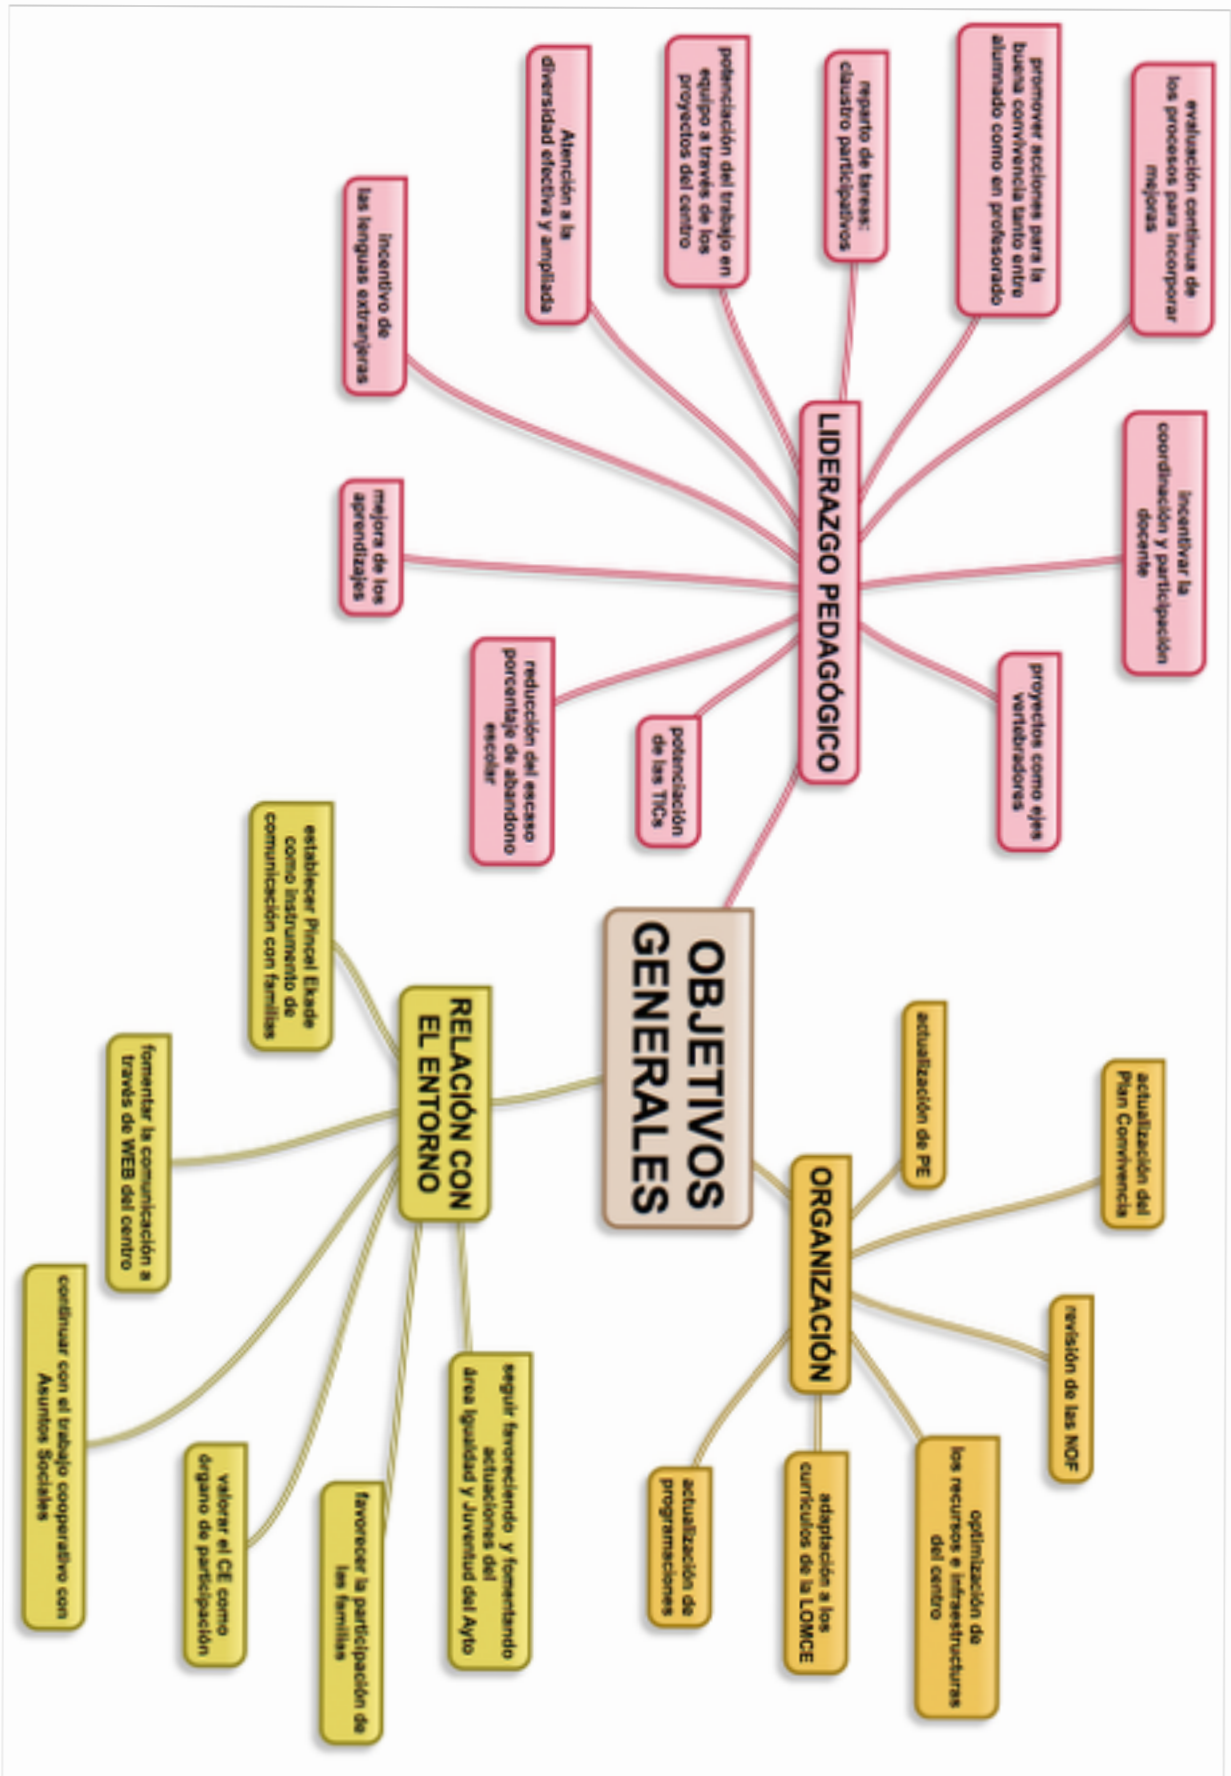 OBJETIVOS
GENERALES
LIDERAZGO PEDAGÓGICO
evaluación continua de
los procesos para incorporar
mejoras
promover acciones para la
buena convivencia tanto entre
alumnado como en profesorado
reparto de tareas:
claustro participativos
potenciación del trabajo en
equipo a través de los
proyectos del centro
Atención a la
diversidad efectiva y ampliada
incentivo de
las lenguas extranjeras
mejora de los
aprendizajes
reducción del escaso
porcentaje de abandono
escolar
potenciación
de las TICs
proyectos como ejes
vertebradores
incentivar la
coordinación y participación
docente
ORGANIZACIÓN
actualización de PE
actualización del
Plan Convivencia
revisión de las NOF
optimización de
los recursos e infraestructuras
del centro
adaptación a los
currículos de la LOMCE
actualización de
programaciones
RELACIÓN CON
EL ENTORNO
seguir favoreciendo y fomentando
actuaciones del
área Igualdad y Juventud del Ayto
favorecer la participación de
las familias
valorar el CE como
órgano de participación
continuar con el trabajo cooperativo con
Asuntos Sociales
fomentar la comunicación a
través de WEB del centro
establecer Pincel Ekade
como instrumento de
comunicación con familias